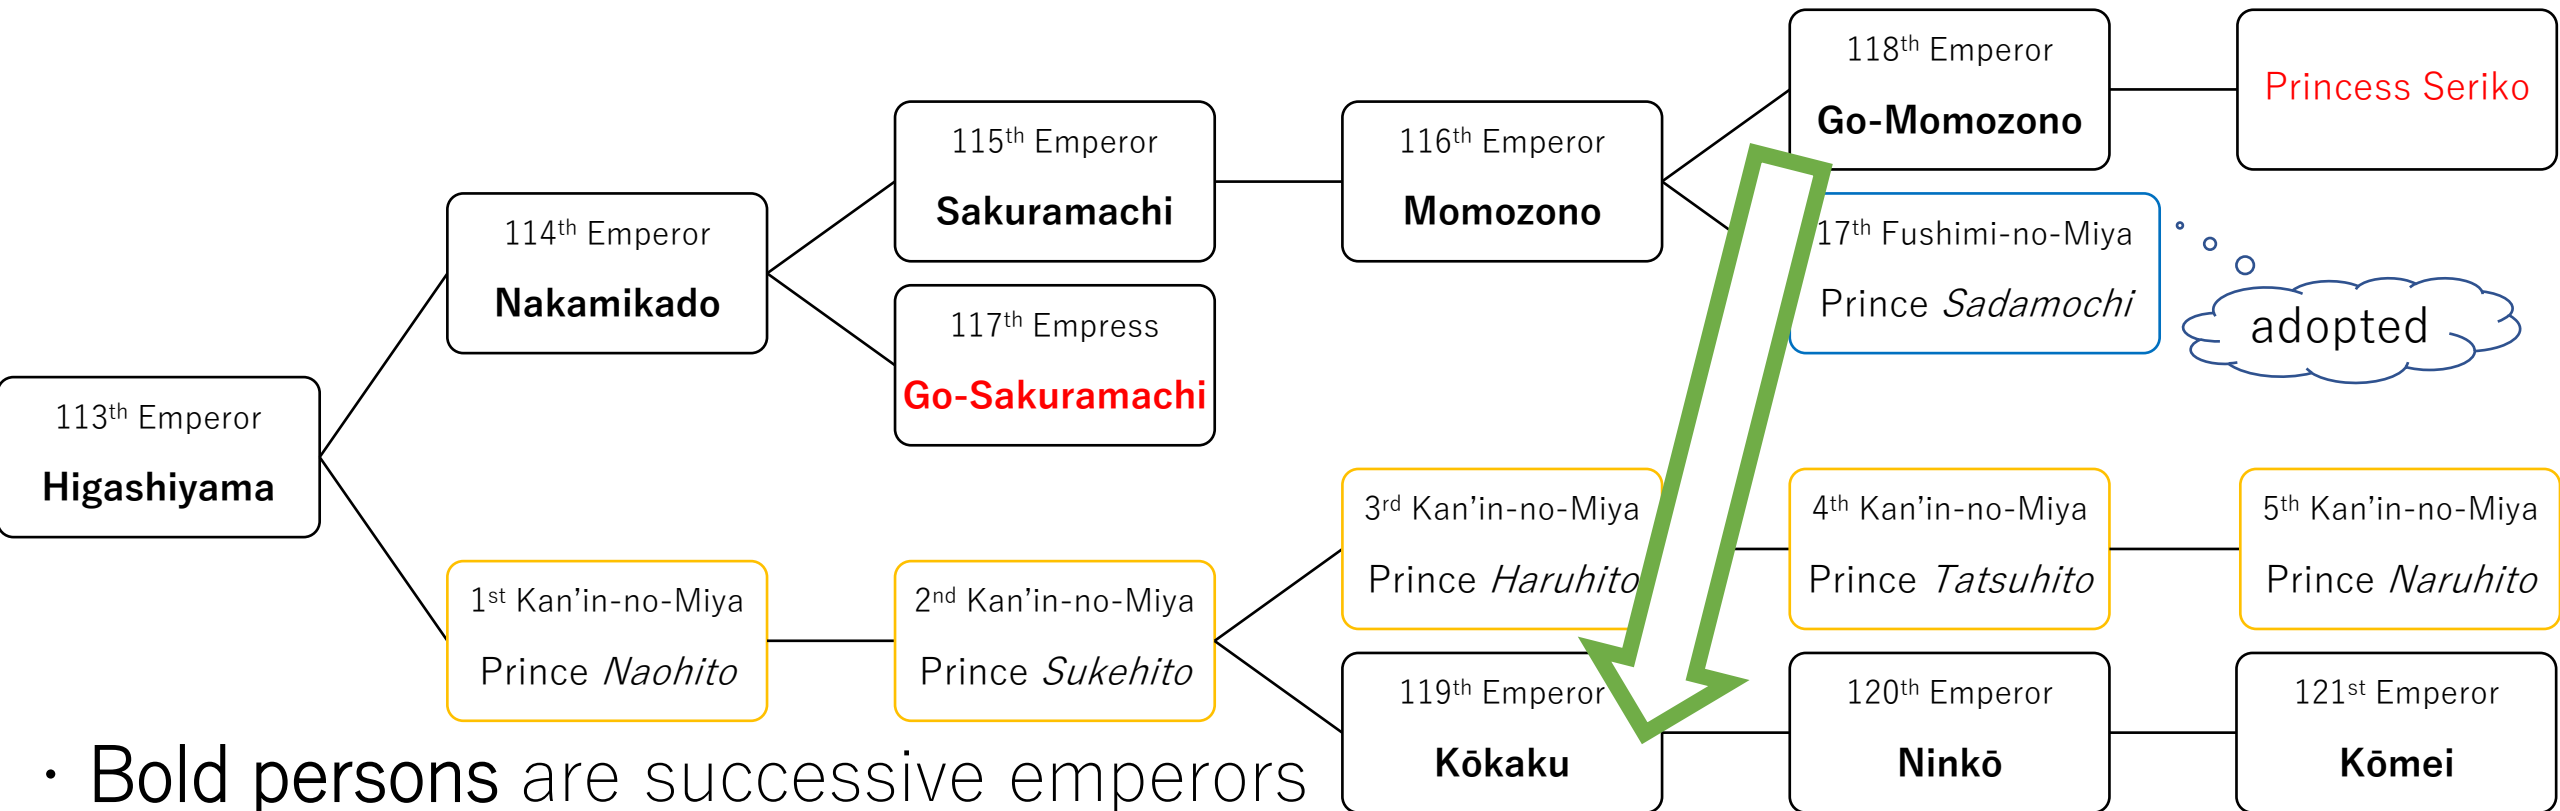 118th Emperor
Go-Momozono
Princess Seriko
115th Emperor
Sakuramachi
116th Emperor
Momozono
114th Emperor
Nakamikado
17th Fushimi-no-Miya
Prince Sadamochi
adopted
117th Empress
Go-Sakuramachi
113th Emperor
Higashiyama
3rd Kan’in-no-Miya
Prince Haruhito
4th Kan’in-no-Miya
Prince Tatsuhito
5th Kan’in-no-Miya
Prince Naruhito
1st Kan’in-no-Miya
Prince Naohito
2nd Kan’in-no-Miya
Prince Sukehito
119th Emperor
Kōkaku
120th Emperor
Ninkō
121st Emperor
Kōmei
・Bold persons are successive emperors